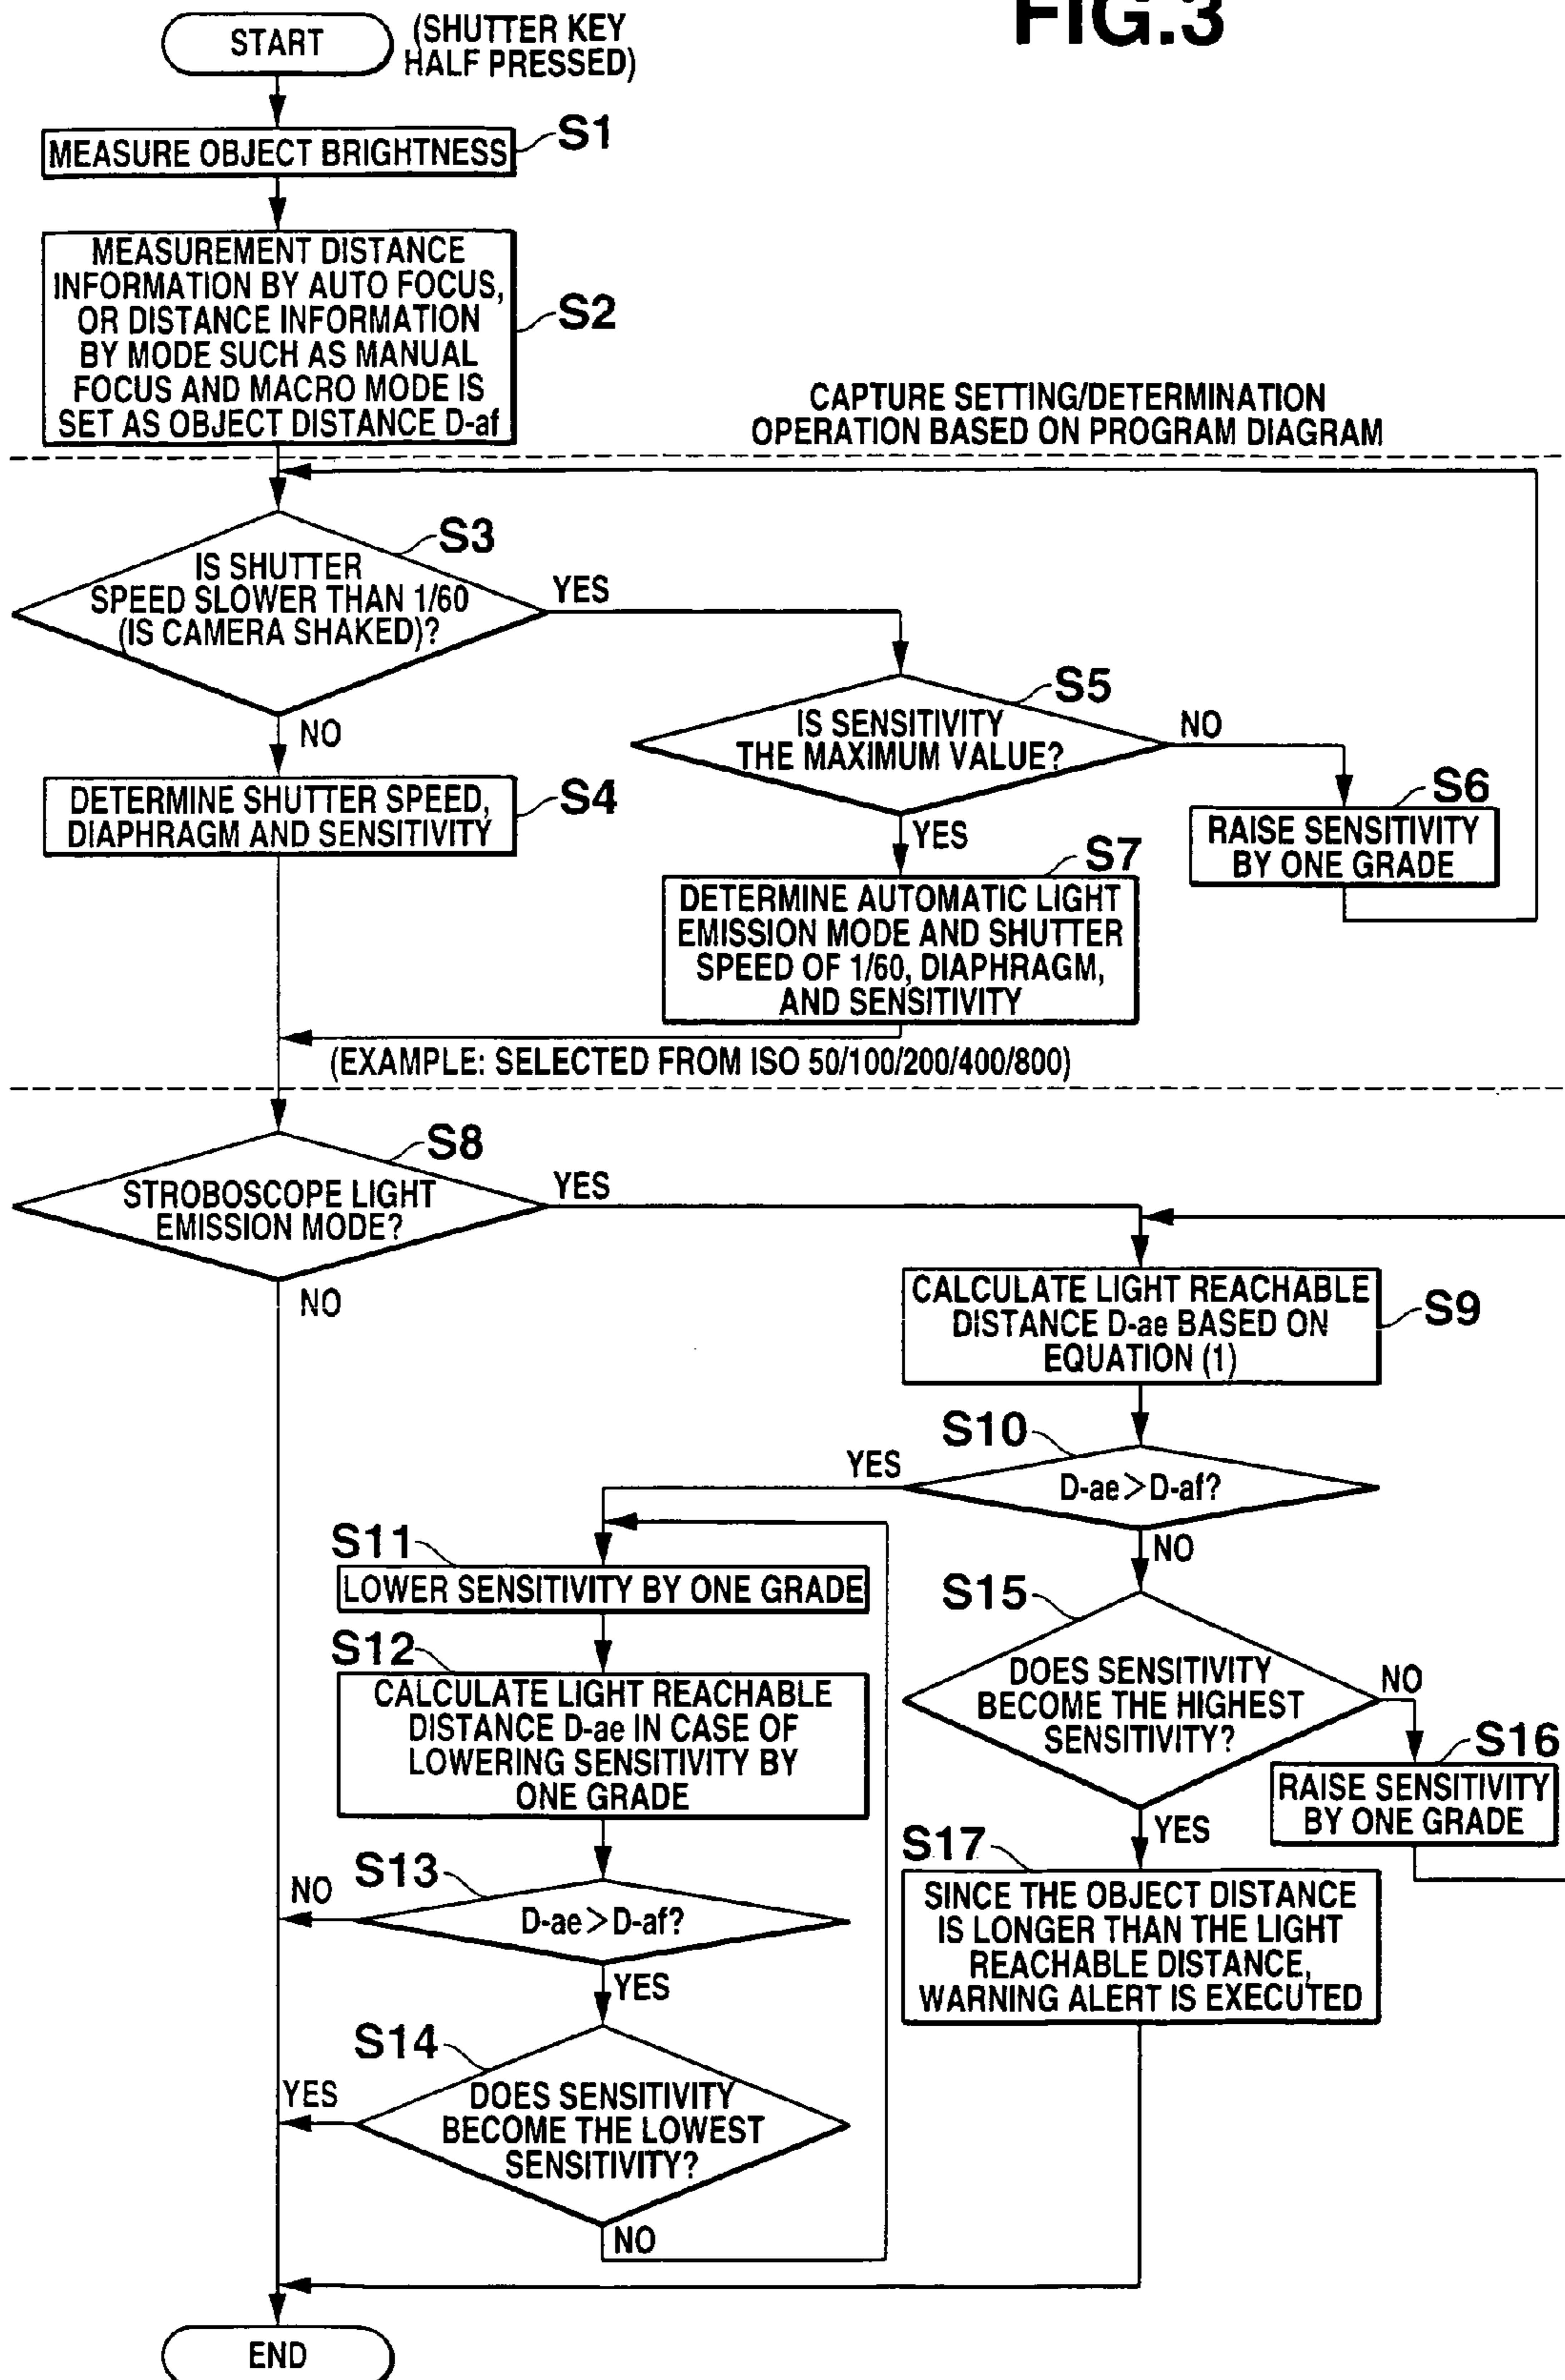 FIG.3
START
(SHUTTER KEY
HALF PRESSED)
MEASURE OBJECT BRIGHTNESS
S1
MEASUREMENT DISTANCE
INFORMATION BY AUTO FOCUS,
OR DISTANCE INFORMATION
BY MODE SUCH AS MANUAL
FOCUS AND MACRO MODE IS
SET AS OBJECT DISTANCE D-af
S2
CAPTURE SETTING/DETERMINATION
OPERATION BASED ON PROGRAM DIAGRAM
S3
IS SHUTTER
SPEED SLOWER THAN 1/60
(IS CAMERA SHAKED)?
YES
NO
S5
IS SENSITIVITY
THE MAXIMUM VALUE?
NO
YES
S4
DETERMINE SHUTTER SPEED,
DIAPHRAGM AND SENSITIVITY
S6
RAISE SENSITIVITY
BY ONE GRADE
S7
DETERMINE AUTOMATIC LIGHT
EMISSION MODE AND SHUTTER
SPEED OF 1/60, DIAPHRAGM,
AND SENSITIVITY
(EXAMPLE: SELECTED FROM ISO 50/100/200/400/800)
S8
STROBOSCOPE LIGHT
EMISSION MODE?
YES
NO
CALCULATE LIGHT REACHABLE
DISTANCE D-ae BASED ON
EQUATION (1)
S9
S10
D-ae>D-af?
YES
NO
S11
LOWER SENSITIVITY BY ONE GRADE
S12
CALCULATE LIGHT REACHABLE
DISTANCE D-ae IN CASE OF
LOWERING SENSITIVITY BY
ONE GRADE
S15
DOES SENSITIVITY
BECOME THE HIGHEST
SENSITIVITY?
NO
YES
S16
RAISE SENSITIVITY
BY ONE GRADE
S13
D-ae>D-af?
NO
YES
S17
SINCE THE OBJECT DISTANCE
IS LONGER THAN THE LIGHT
REACHABLE DISTANCE,
WARNING ALERT IS EXECUTED
S14
DOES SENSITIVITY
BECOME THE LOWEST
SENSITIVITY?
YES
NO
END